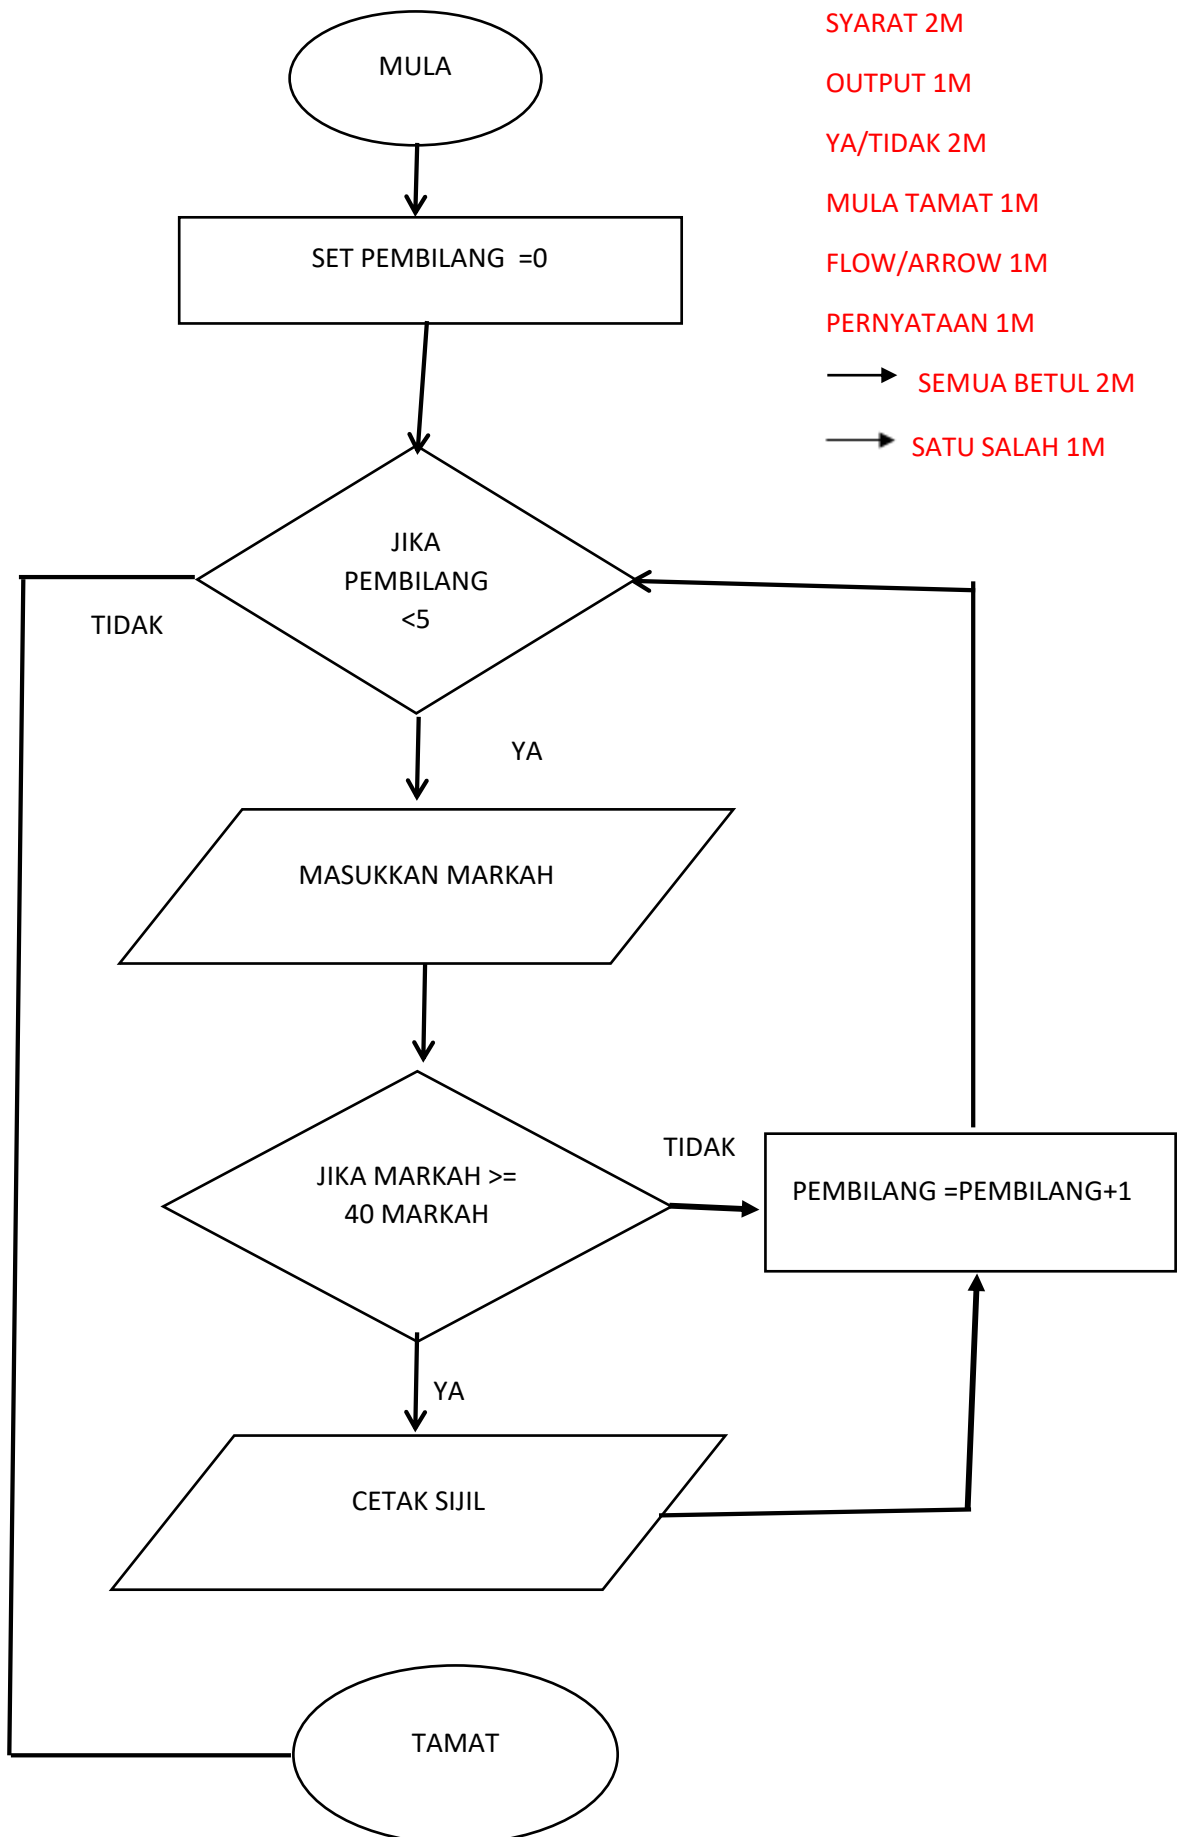 MULA
SET PEMBILANG =0
JIKA
PEMBILANG
<5
TIDAK
YA
MASUKKAN MARKAH
JIKA MARKAH >=
40 MARKAH
TIDAK
PEMBILANG =PEMBILANG+1
YA
CETAK SIJIL
TAMAT
SYARAT 2M
OUTPUT 1M
YA/TIDAK 2M
MULA TAMAT 1M
FLOW/ARROW 1M
PERNYATAAN 1M
SEMUA BETUL 2M
SATU SALAH 1M